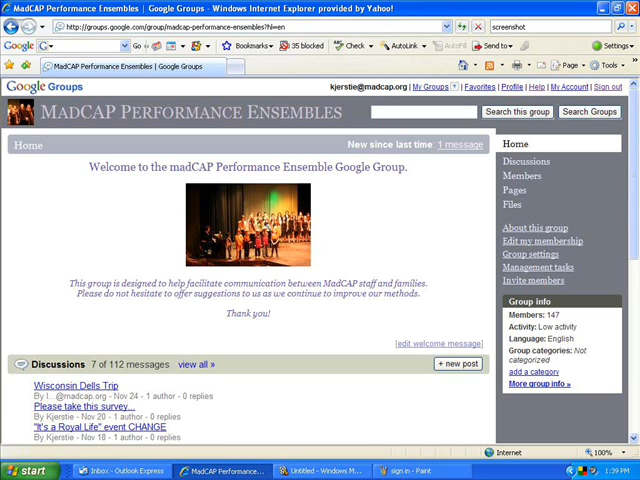 MadCAP Performance Ensembles | Google Groups - Windows Internet Explorer provided by Yahoo!
http://groups.google.com/group/madcap-performance-ensembles?hl=en
screenshot
Google
Go
Bookmarks
35 blocked
Check
AutoLink
AutoFill
Send to
Settings
MadCAP Performance Ensembles | Google Groups
Page
Tools
Google Groups
kjerstie@madcap.org | My Groups | Favorites | Profile | Help | My Account | Sign out
MADCAP PERFORMANCE ENSEMBLES
Search this group
Search Groups
Home
New since last time: 1 message
Welcome to the madCAP Performance Ensemble Google Group.
This group is designed to help facilitate communication between MadCAP staff and families.
Please do not hesitate to offer suggestions to us as we continue to improve our methods.
Thank you!
[edit welcome message]
Discussions 7 of 112 messages view all »
+ new post
Wisconsin Dells Trip
By l...@madcap.org - Nov 24 - 1 author - 0 replies
Please take this survey...
By Kjerstie - Nov 20 - 1 author - 0 replies
"It's a Royal Life" event CHANGE
By Kjerstie - Nov 18 - 1 author - 0 replies
Home
Discussions
Members
Pages
Files
About this group
Edit my membership
Group settings
Management tasks
Invite members
Group info
Members: 147
Activity: Low activity
Language: English
Group categories: Not
categorized
add a category
More group info »
Internet
100%
start
Inbox - Outlook Express
MadCAP Performance...
Untitled - Windows M...
sign in - Paint
1:39 PM